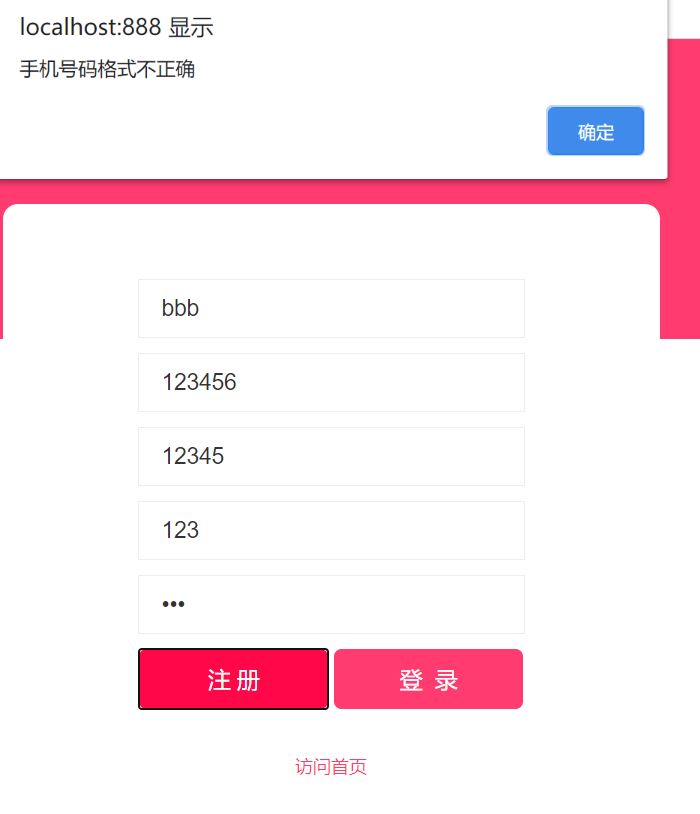 localhost:888 显示
手机号码格式不正确
确定
bbb
123456
12345
123
•••
注 册
登 录
访问首页